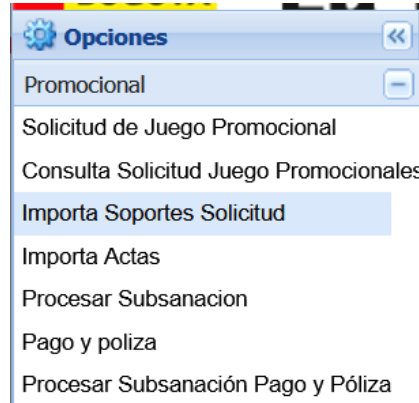 Opciones
Promocional
Solicitud de Juego Promocional
Consulta Solicitud Juego Promocionales
Importa Soportes Solicitud
Importa Actas
Procesar Subsanacion
Pago y poliza
Procesar Subsanación Pago y Póliza